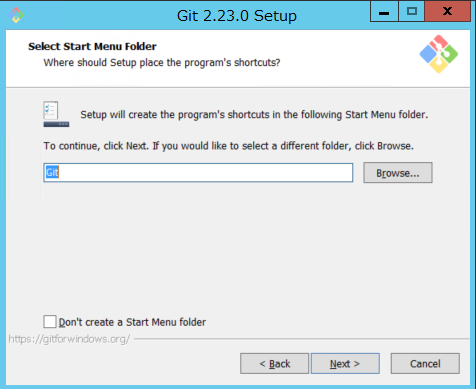 Git 2.23.0 Setup
Select Start Menu Folder
Where should Setup place the program's shortcuts?
Setup will create the program's shortcuts in the following Start Menu folder.
To continue, click Next. If you would like to select a different folder, click Browse.
Git
Browse...
Don't create a Start Menu folder
https://gitforwindows.org/
< Back
Next >
Cancel